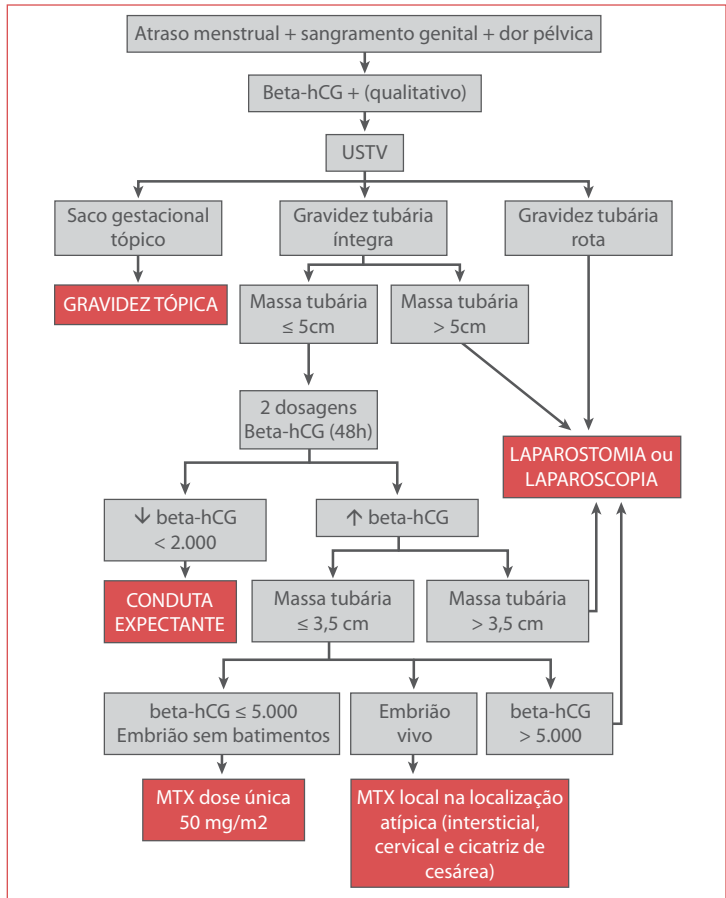 Atraso menstrual + sangramento genital + dor pélvica
Beta-hCG + (qualitativo)
USTV
Saco gestacional
tópico
Gravidez tubária
íntegra
Gravidez tubária
rota
GRAVIDEZ TÓPICA
Massa tubária
≤ 5cm
Massa tubária
> 5cm
2 dosagens
Beta-hCG (48h)
LAPAROSTOMIA ou
LAPAROSCOPIA
↓ beta-hCG
< 2.000
↑ beta-hCG
CONDUTA
EXPECTANTE
Massa tubária
≤ 3,5 cm
Massa tubária
> 3,5 cm
beta-hCG ≤ 5.000
Embrião sem batimentos
Embrião
vivo
beta-hCG
> 5.000
MTX dose única
50 mg/m2
MTX local na localização
atípica (intersticial,
cervical e cicatriz de
cesárea)